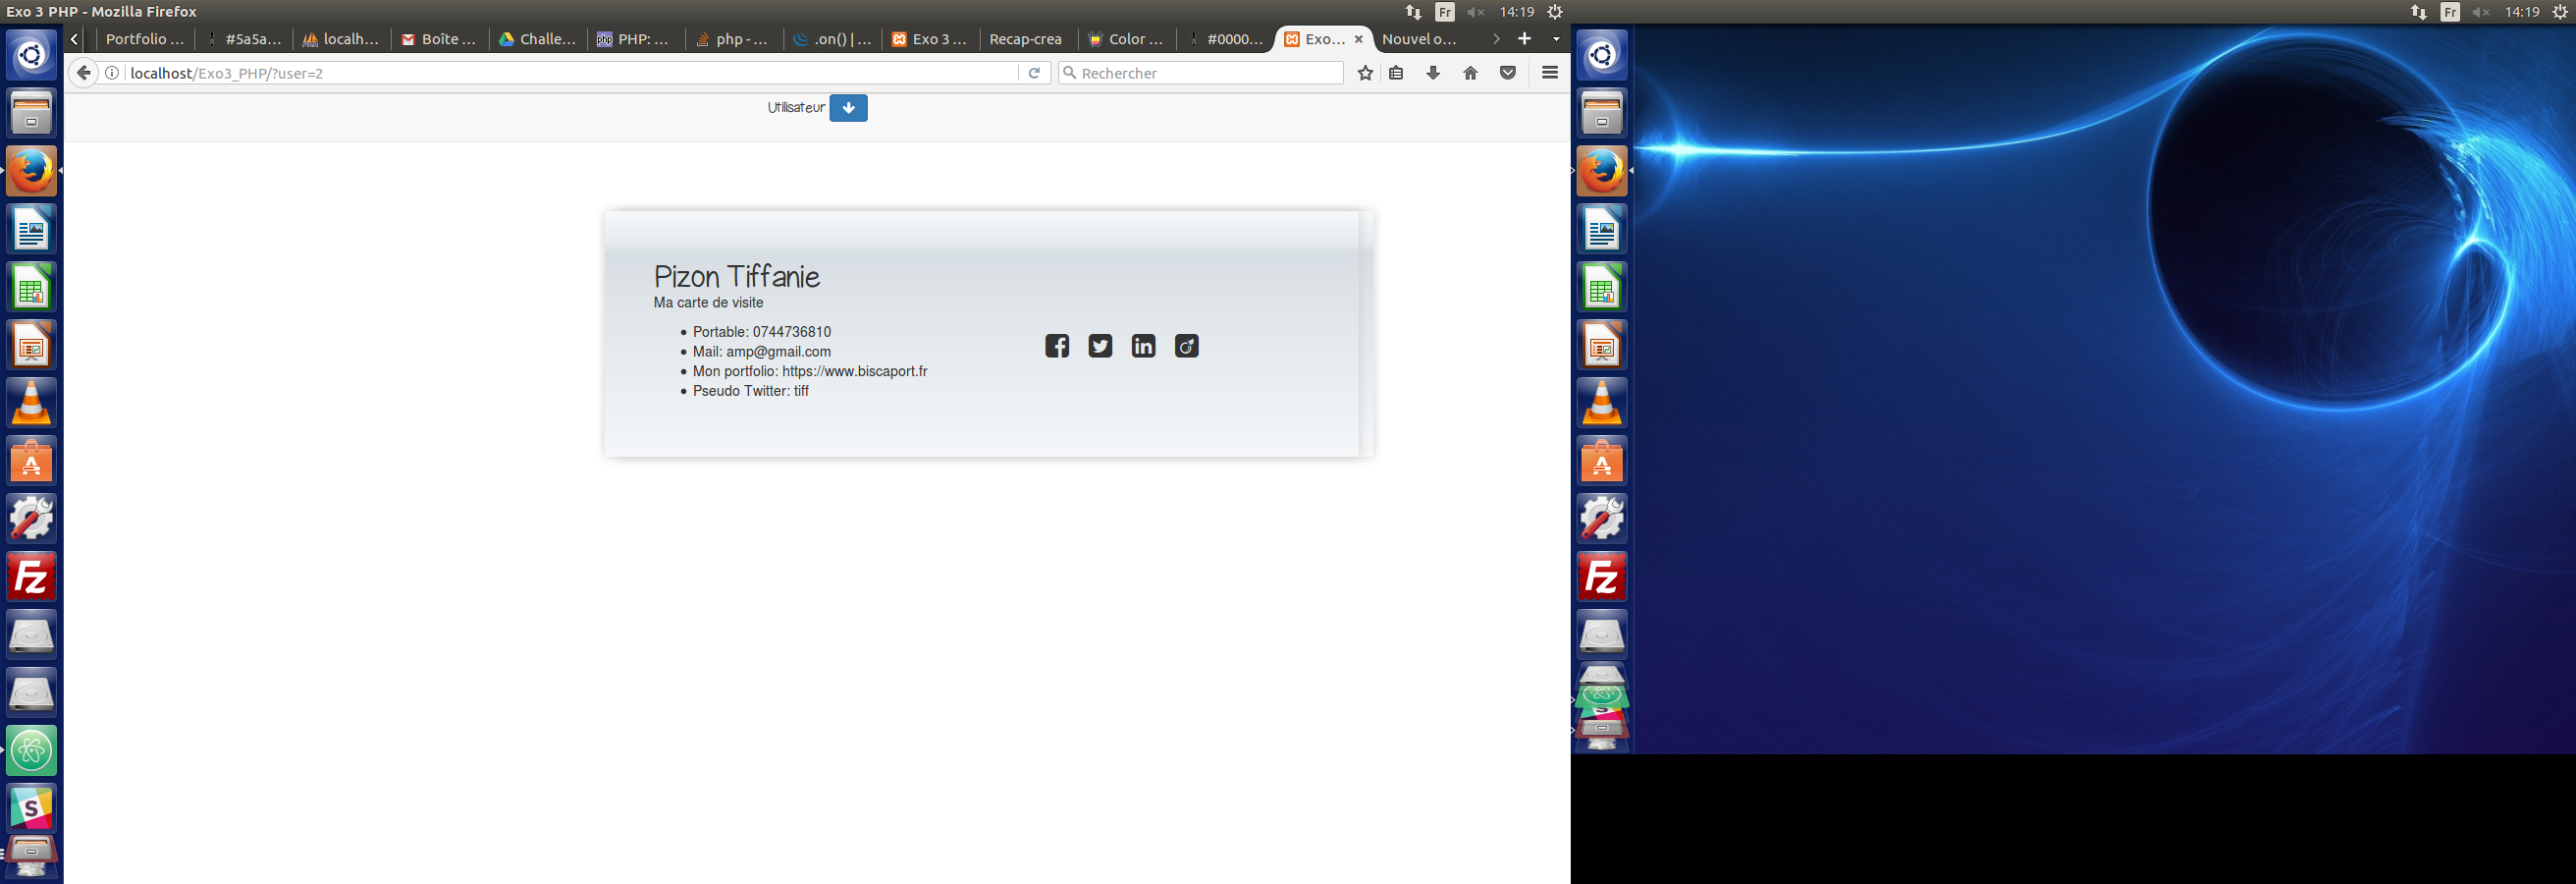 Exo 3 PHP - Mozilla Firefox
Fr 14:19
Fr 14:19
Portfolio ... #5a5a... localh... Boîte ... Challe... PHP: ... php - ... .on() | ... Exo 3 ... Recap-crea Color ... #0000... Exo... Nouvel o...
localhost/Exo3_PHP/?user=2
Rechercher
Utilisateur
Pizon Tiffanie
Ma carte de visite
Portable: 0744736810
Mail: amp@gmail.com
Mon portfolio: https://www.biscaport.fr
Pseudo Twitter: tiff